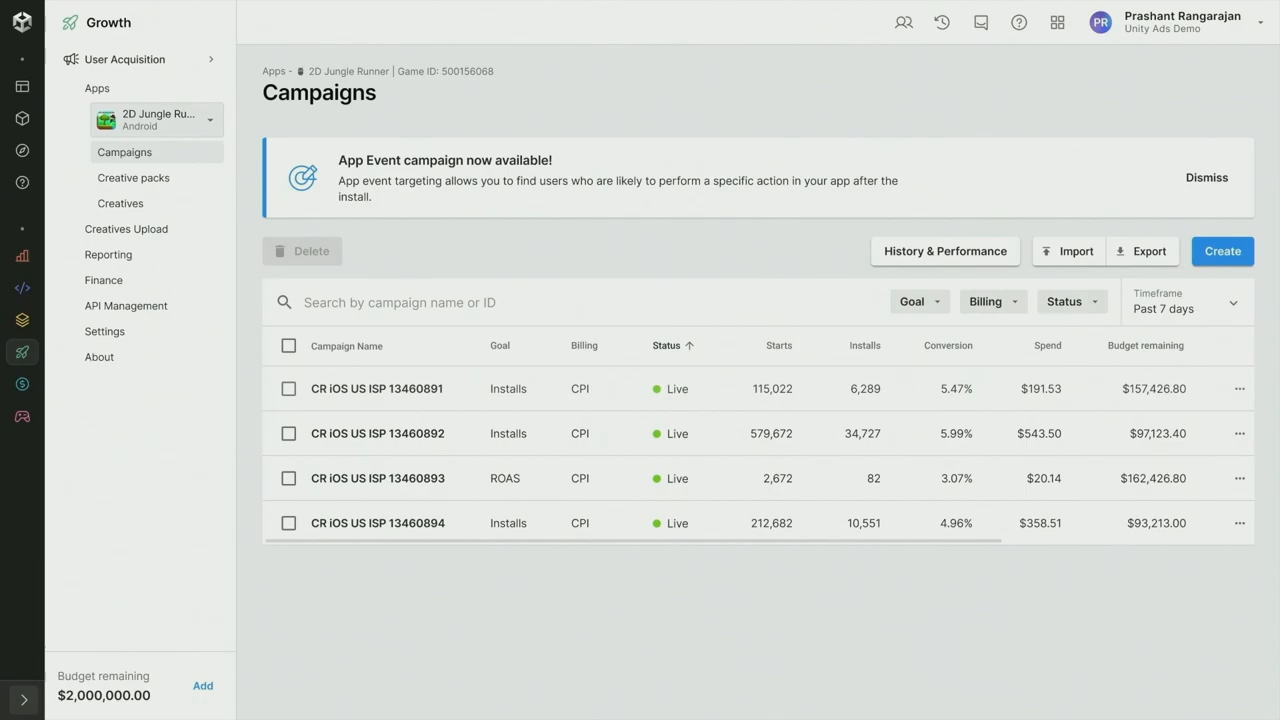 Growth
Prashant Rangarajan
PR
Unity Ads Demo
User Acquisition
Apps
2D Jungle Ru...
Android
Campaigns
Creative packs
Creatives
Creatives Upload
Reporting
Finance
API Management
Settings
About
Budget remaining
$2,000,000.00
Add
Apps - 2D Jungle Runner | Game ID: 500156068
Campaigns
App Event campaign now available!
App event targeting allows you to find users who are likely to perform a specific action in your app after the
install.
Dismiss
Delete
History & Performance
Import
Export
Create
Search by campaign name or ID
Goal
Billing
Status
Timeframe
Past 7 days
Campaign Name Goal Billing Status Starts Installs Conversion Spend Budget remaining
CR iOS US ISP 13460891 Installs CPI Live 115,022 6,289 5.47% $191.53 $157,426.80
CR iOS US ISP 13460892 Installs CPI Live 579,672 34,727 5.99% $543.50 $97,123.40
CR iOS US ISP 13460893 ROAS CPI Live 2,672 82 3.07% $20.14 $162,426.80
CR iOS US ISP 13460894 Installs CPI Live 212,682 10,551 4.96% $358.51 $93,213.00